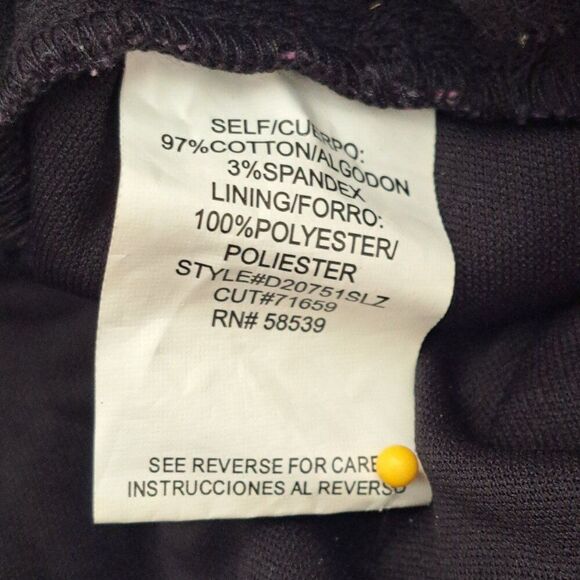 SELF/CUERPO:
97%COTTON/ALGODON
3%SPANDEX
LINING/FORRO:
100%POLYESTER/
POLIESTER
STYLE#D20751SLZ
CUT#71659
RN# 58539
SEE REVERSE FOR CARE
INSTRUCCIONES AL REVERSO